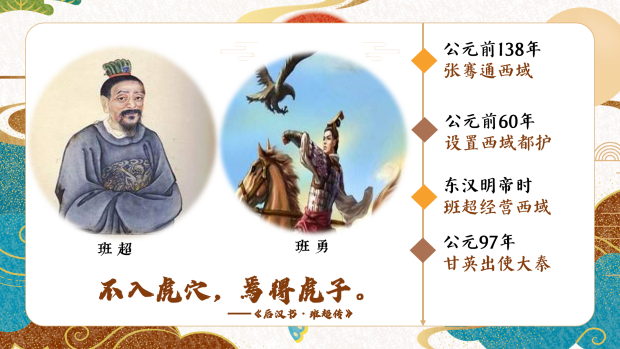 班超
班勇
不入虎穴，焉得虎子。
——《后汉书·班超传》
公元前138年
张骞通西域
公元前60年
设置西域都护
东汉明帝时
班超经营西域
公元97年
甘英出使大秦